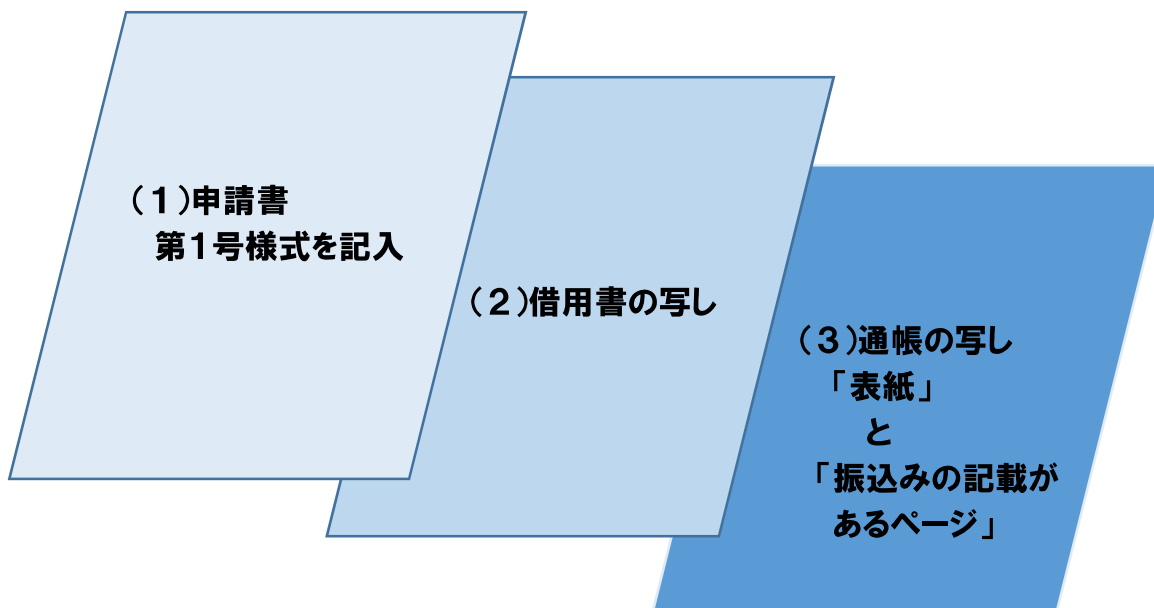 （１）申請書
第１号様式を記入
（２）借用書の写し
（３）通帳の写し
「表紙」
と
「振込みの記載が
あるページ」